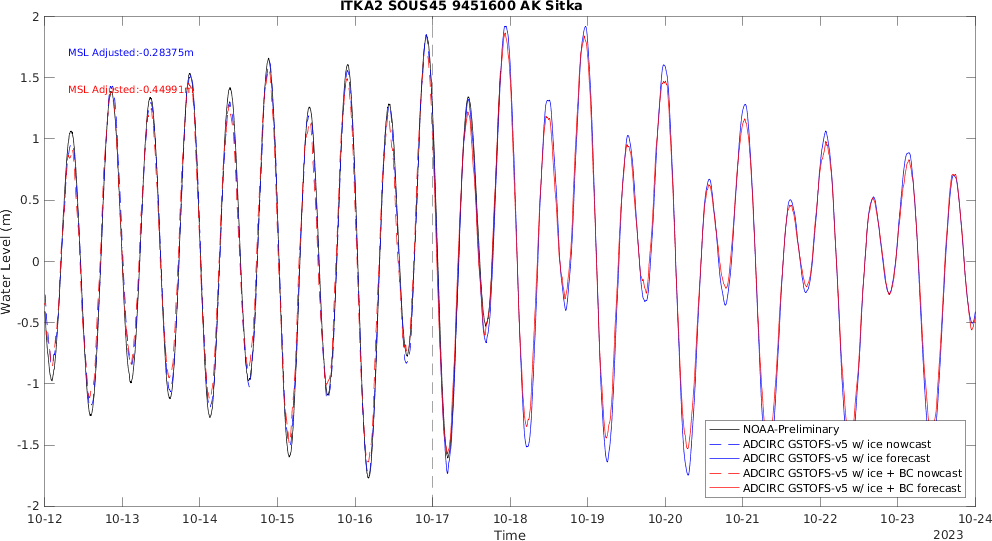 ITKA2 SOUS45 9451600 AK Sitka
MSL Adjusted:-0.28375m
MSL Adjusted:-0.44991m
Water Level (m)
2
1.5
1
0.5
0
-0.5
-1
-1.5
-2
NOAA-Preliminary
ADCIRC GSTOFS-v5 w/ ice nowcast
ADCIRC GSTOFS-v5 w/ ice forecast
ADCIRC GSTOFS-v5 w/ ice + BC nowcast
ADCIRC GSTOFS-v5 w/ ice + BC forecast
10-12 10-13 10-14 10-15 10-16 10-17 10-18 10-19 10-20 10-21 10-22 10-23 10-24
Time
2023